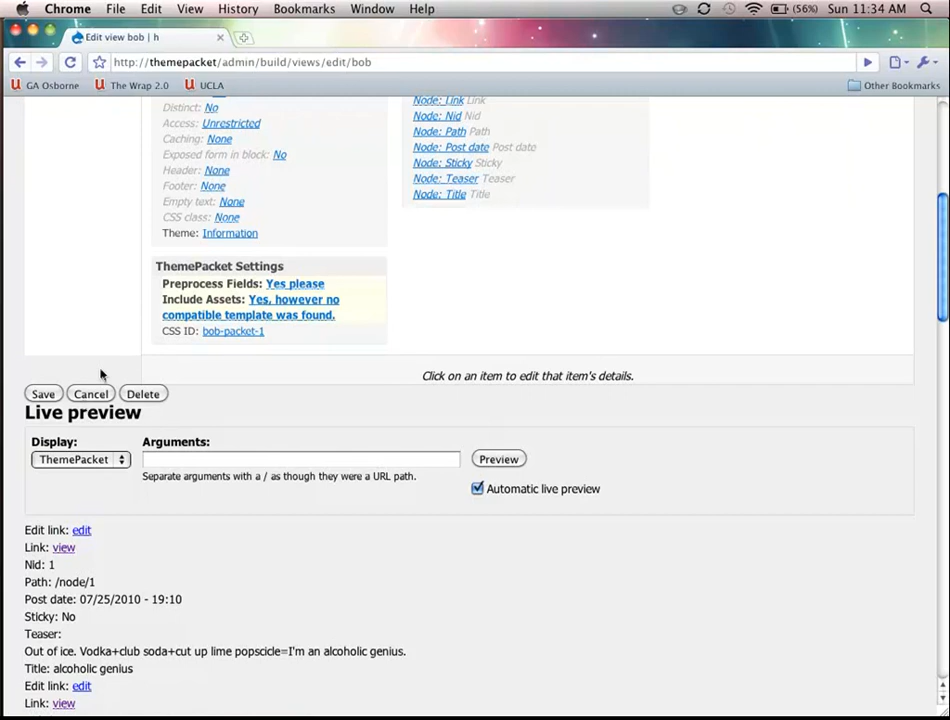 Chrome File Edit View History Bookmarks Window Help (56%) Sun 11:34 AM
Edit view bob | h
http://themepacket/admin/build/views/edit/bob
GA Osborne The Wrap 2.0 UCLA Other Bookmarks
Distinct: No
Access: Unrestricted
Caching: None
Exposed form in block: No
Header: None
Footer: None
Empty text: None
CSS class: None
Theme: Information
Node: Link Link
Node: Nid Nid
Node: Path Path
Node: Post date Post date
Node: Sticky Sticky
Node: Teaser Teaser
Node: Title Title
ThemePacket Settings
Preprocess Fields: Yes please
Include Assets: Yes, however no
compatible template was found.
CSS ID: bob-packet-1
Click on an item to edit that item's details.
Save Cancel Delete
Live preview
Display: Arguments:
ThemePacket Preview
Separate arguments with a / as though they were a URL path.
Automatic live preview
Edit link: edit
Link: view
Nid: 1
Path: /node/1
Post date: 07/25/2010 - 19:10
Sticky: No
Teaser:
Out of ice. Vodka+club soda+cut up lime popscicle=I'm an alcoholic genius.
Title: alcoholic genius
Edit link: edit
Link: view